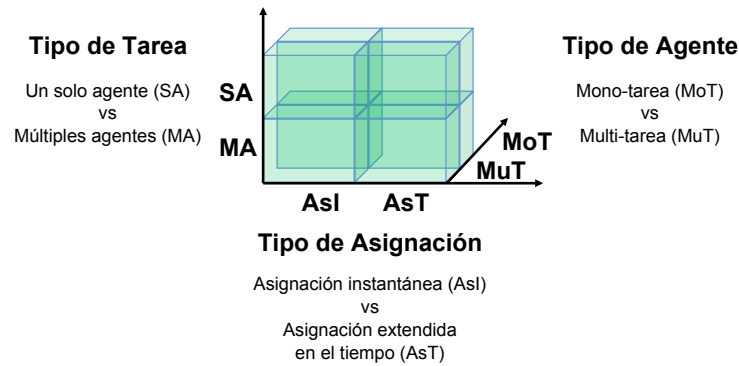 Tipo de Tarea
Un solo agente (SA)
vs
Múltiples agentes (MA)
SA
MA
AsI
AsT
MoT
MuT
Tipo de Agente
Mono-tarea (MoT)
vs
Multi-tarea (MuT)
Tipo de Asignación
Asignación instantánea (AsI)
vs
Asignación extendida
en el tiempo (AsT)